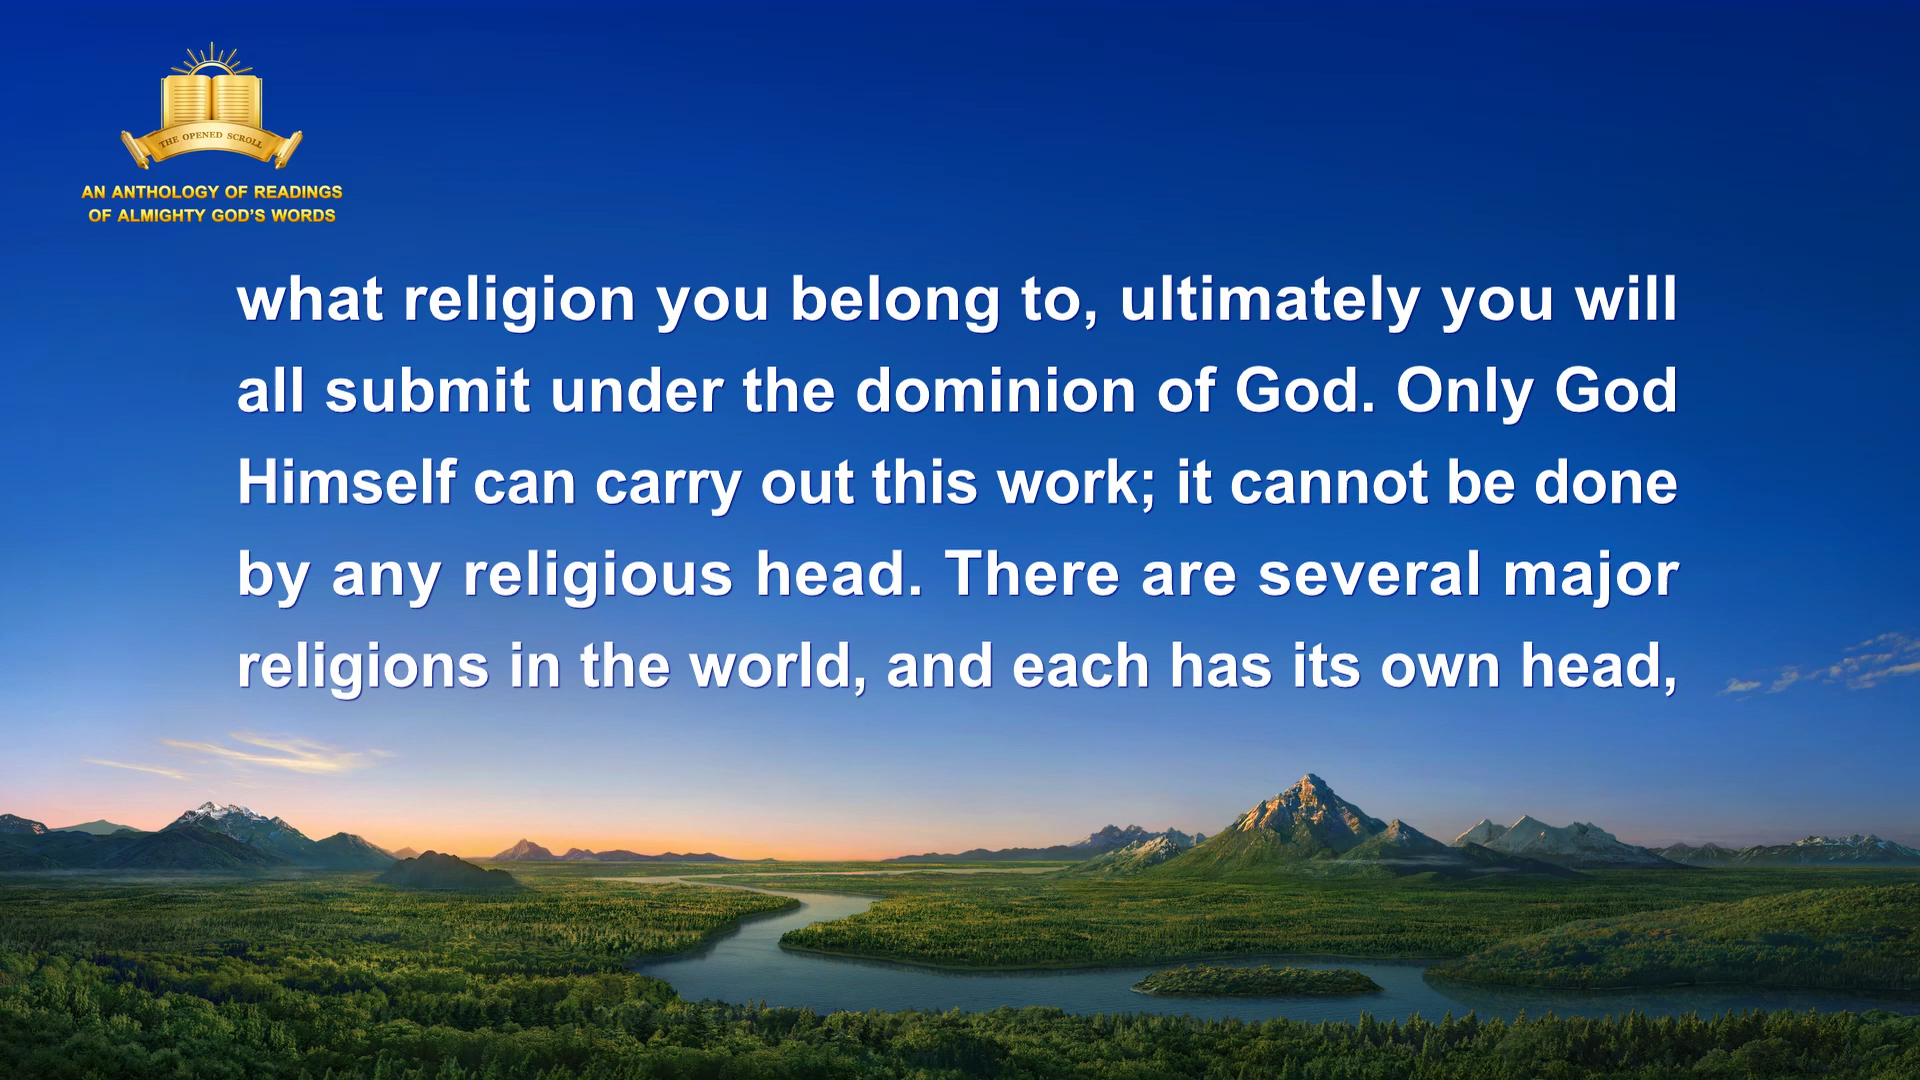 THE OPENED SCROLL
AN ANTHOLOGY OF READINGS
OF ALMIGHTY GOD'S WORDS
what religion you belong to, ultimately you will
all submit under the dominion of God. Only God
Himself can carry out this work; it cannot be done
by any religious head. There are several major
religions in the world, and each has its own head,